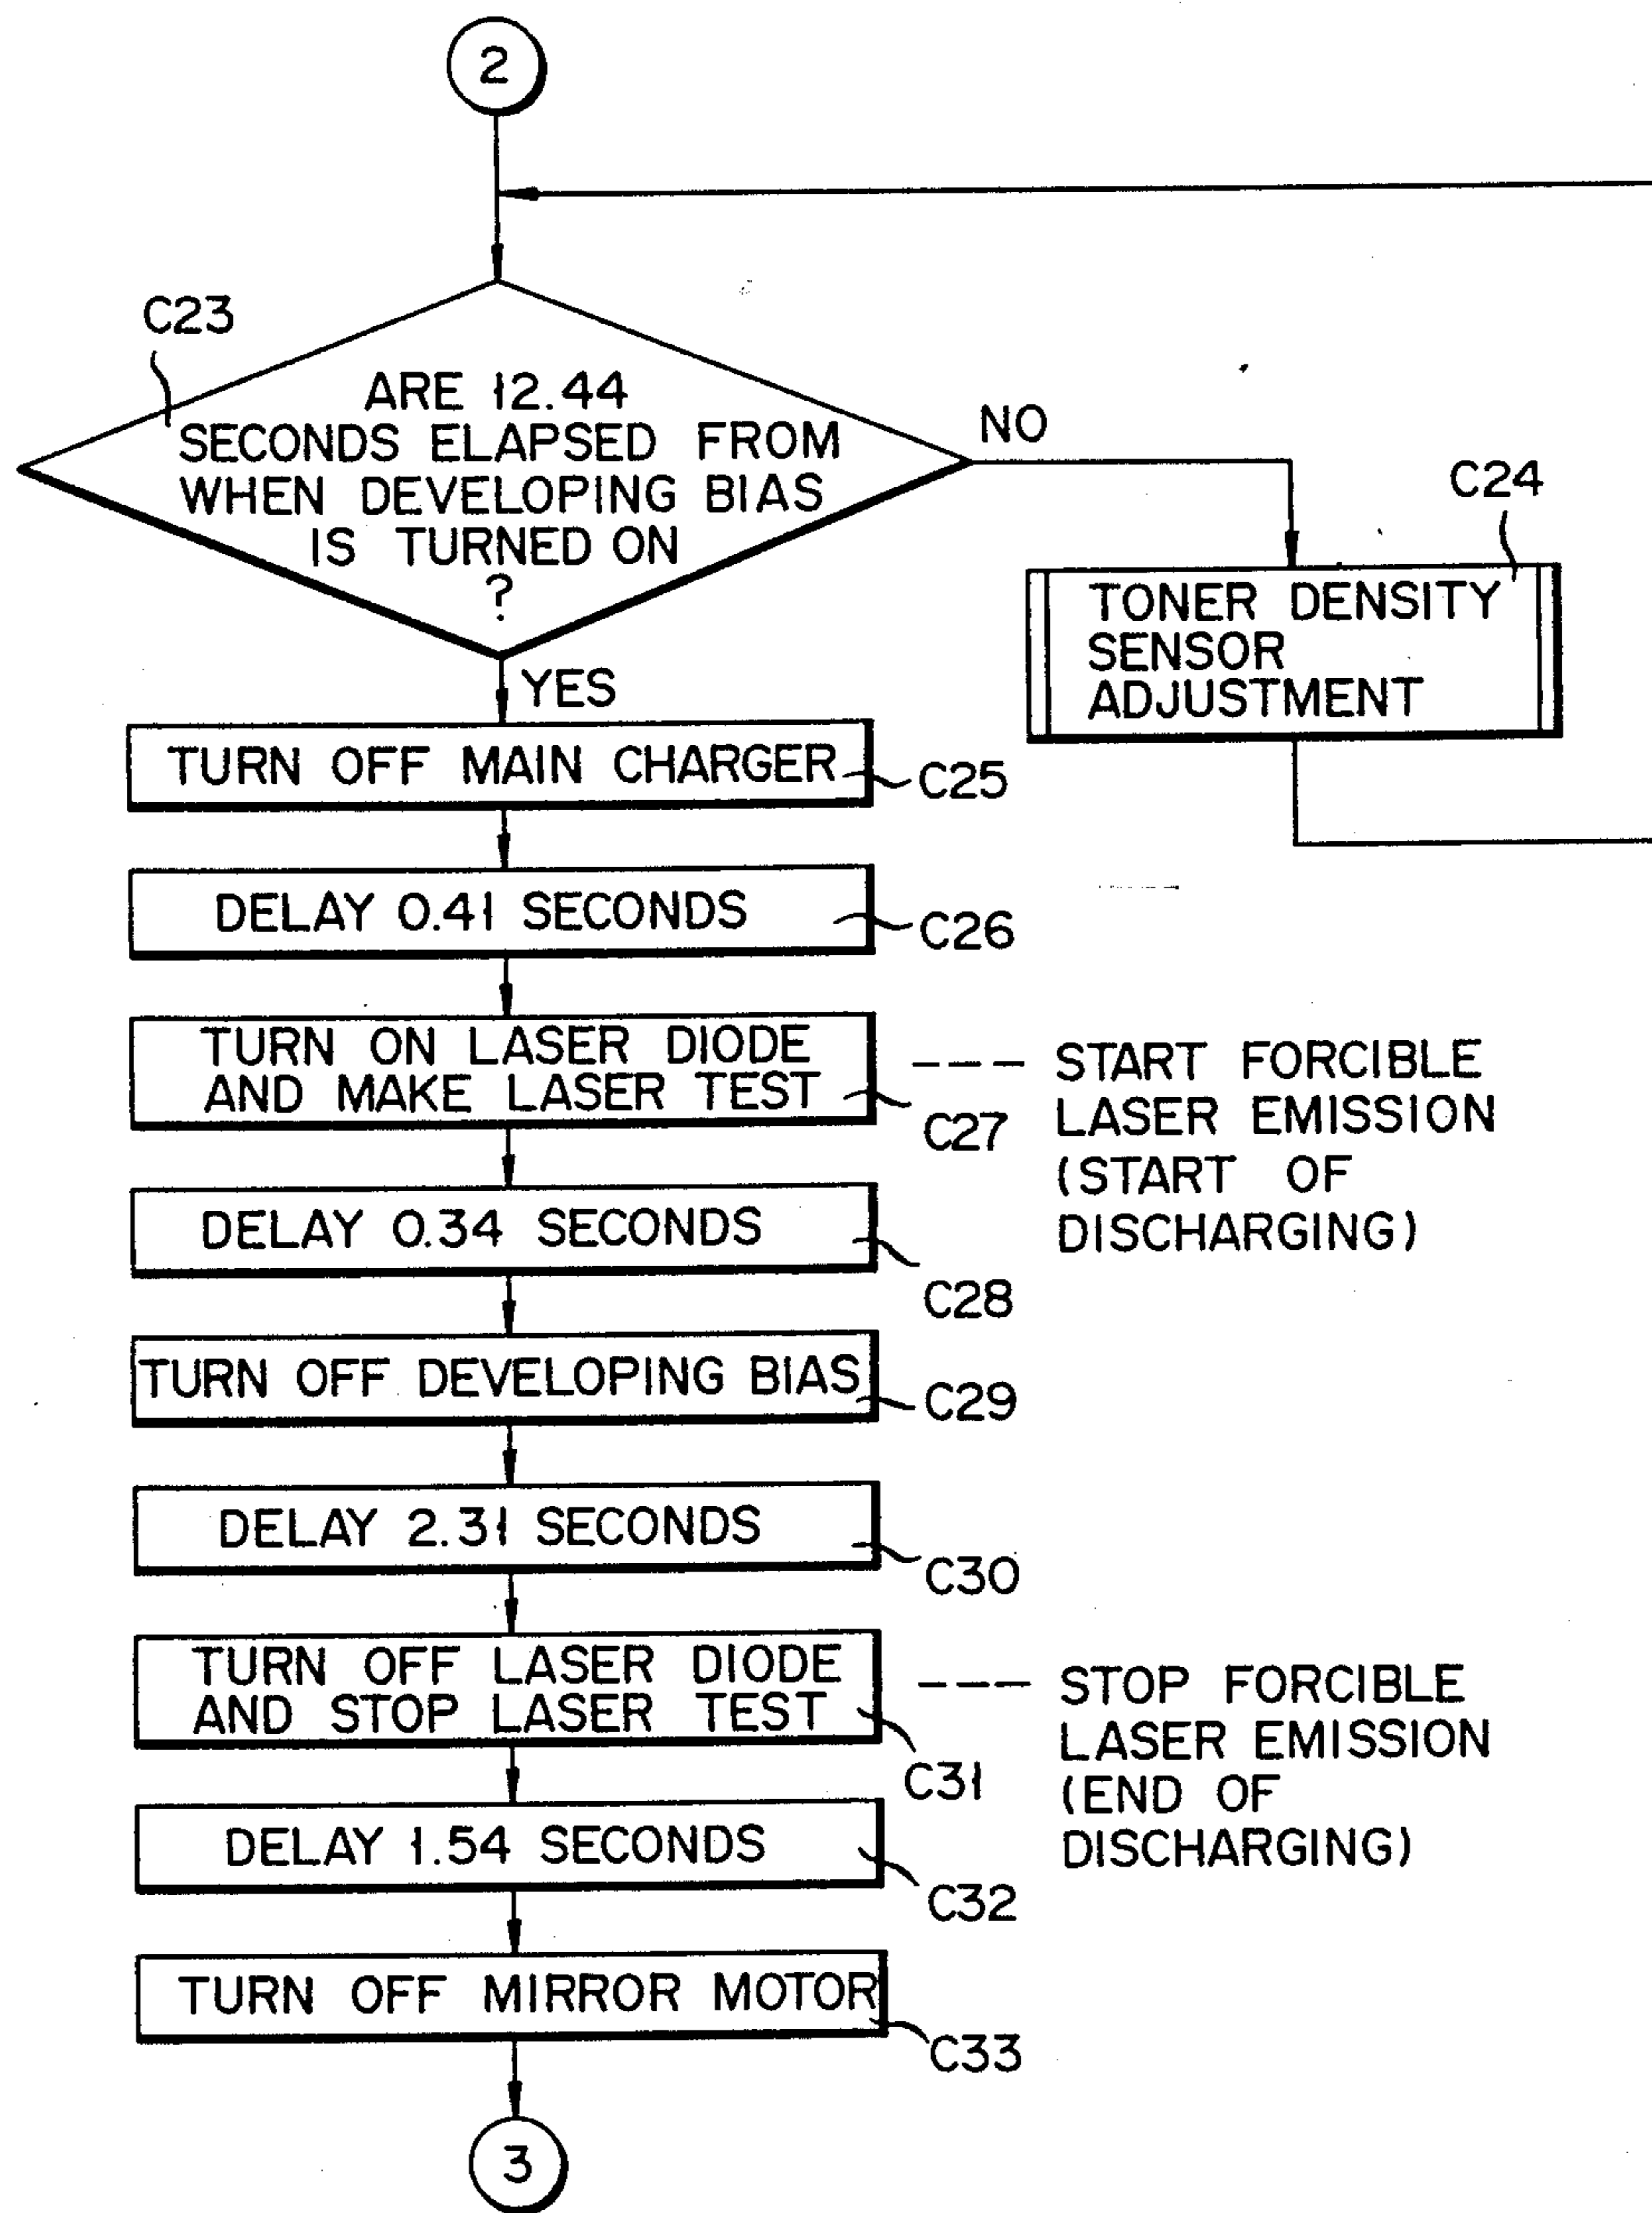 2
C23
ARE 12.44
SECONDS ELAPSED FROM
WHEN DEVELOPING BIAS
IS TURNED ON
?
NO
C24
TONER DENSITY
SENSOR
ADJUSTMENT
YES
TURN OFF MAIN CHARGER
C25
DELAY 0.41 SECONDS
C26
TURN ON LASER DIODE
AND MAKE LASER TEST
C27
START FORCIBLE
LASER EMISSION
(START OF
DISCHARGING)
DELAY 0.34 SECONDS
C28
TURN OFF DEVELOPING BIAS
C29
DELAY 2.31 SECONDS
C30
TURN OFF LASER DIODE
AND STOP LASER TEST
C31
STOP FORCIBLE
LASER EMISSION
(END OF
DISCHARGING)
DELAY 1.54 SECONDS
C32
TURN OFF MIRROR MOTOR
C33
3